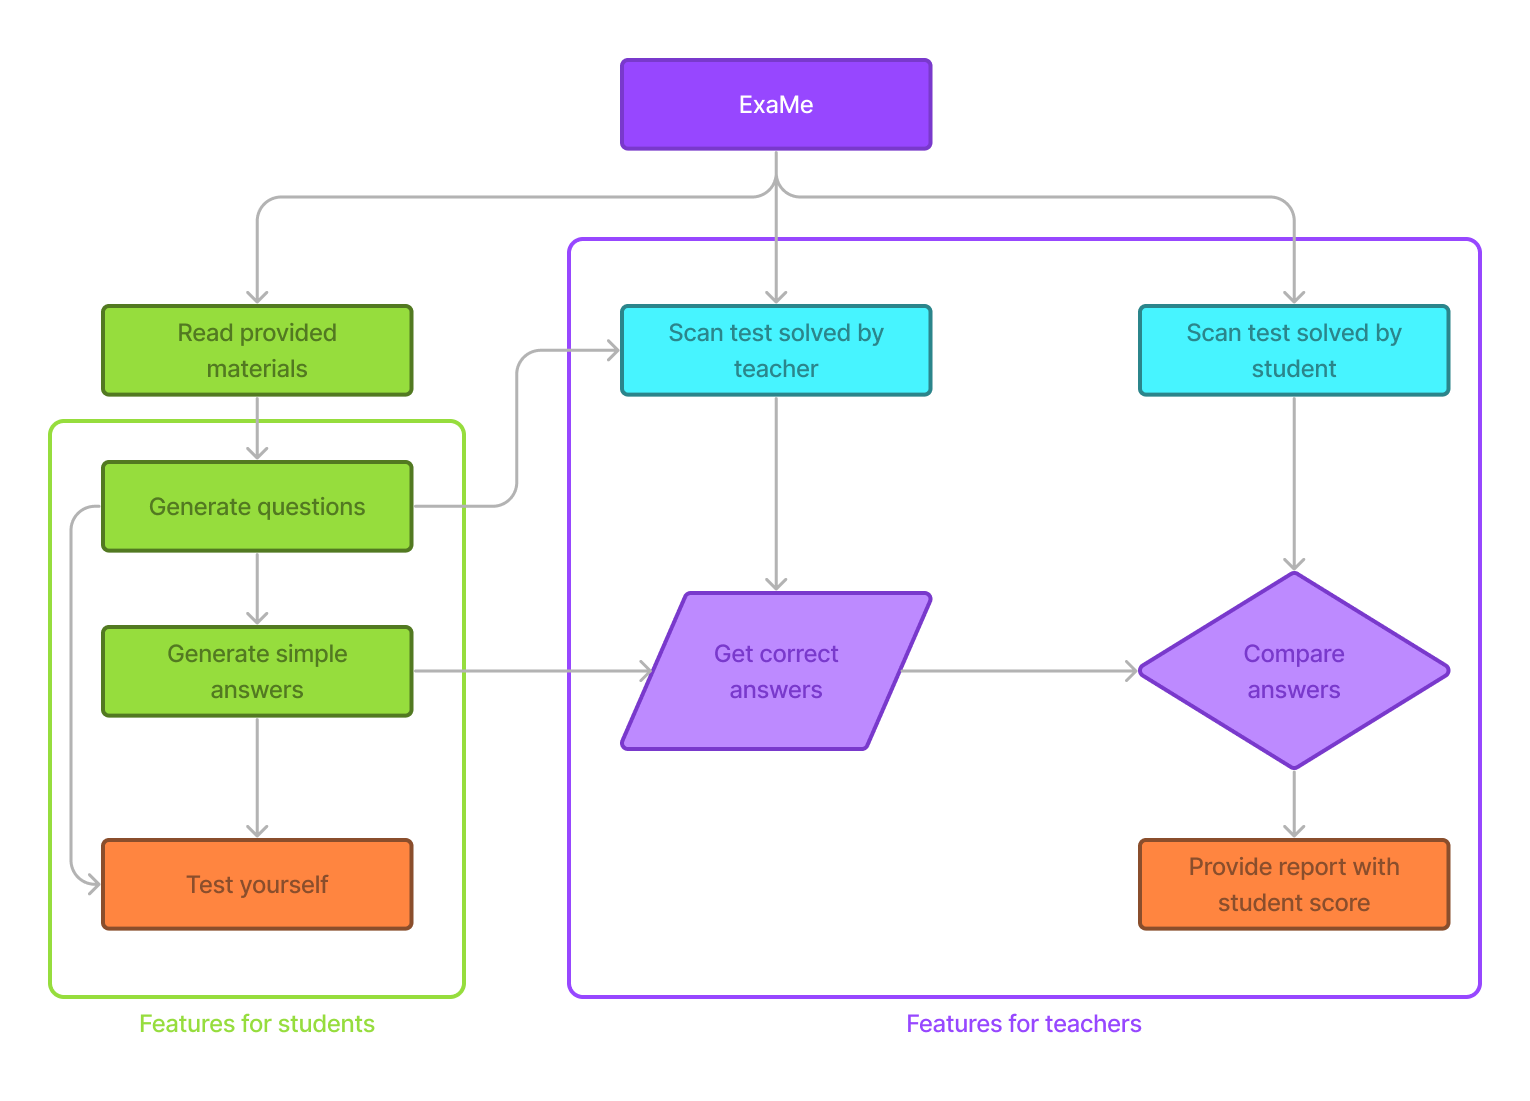 ExaMe
Read provided
materials
Scan test solved by
teacher
Scan test solved by
student
Generate questions
Generate simple
answers
Get correct
answers
Compare
answers
Test yourself
Provide report with
student score
Features for students
Features for teachers